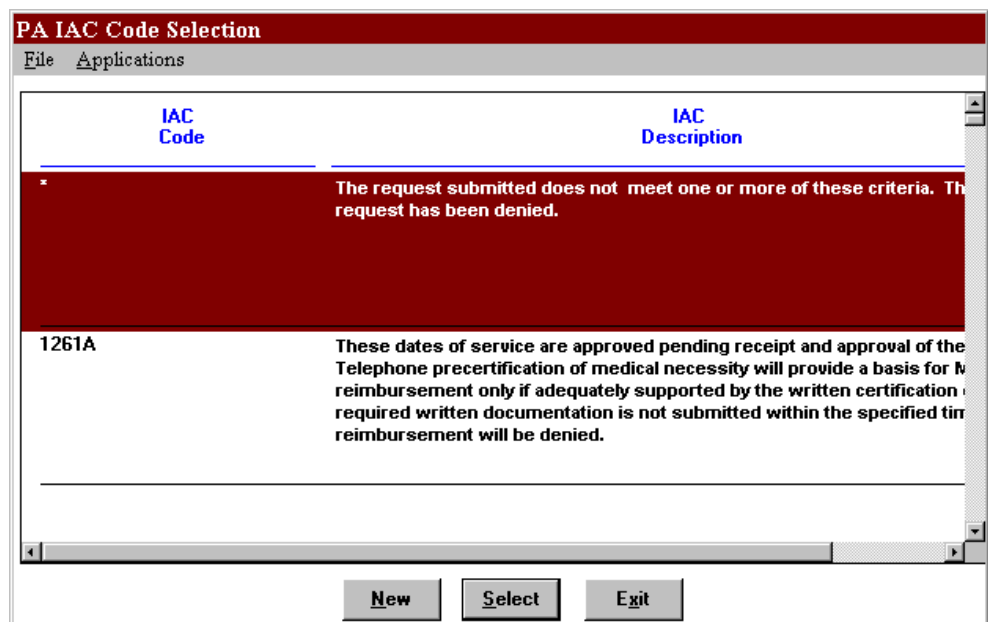 PA IAC Code Selection
File Applications
IAC
Code
IAC
Description
*
The request submitted does not meet one or more of these criteria. Th
request has been denied.
1261A
These dates of service are approved pending receipt and approval of the
Telephone precertification of medical necessity will provide a basis for M
reimbursement only if adequately supported by the written certification
required written documentation is not submitted within the specified tim
reimbursement will be denied.
New Select Exit